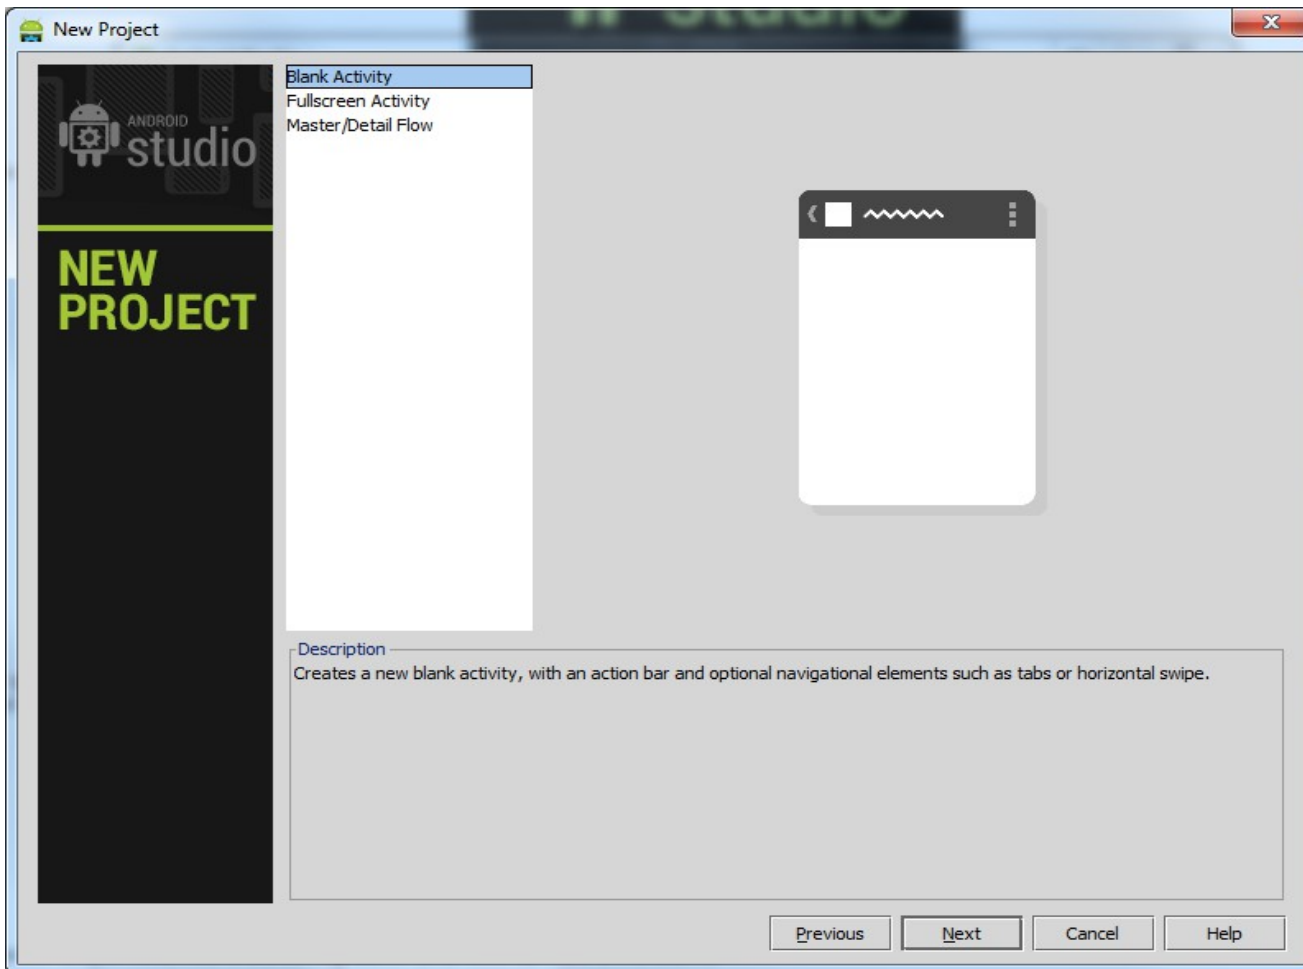 New Project
ANDROID
studio
NEW
PROJECT
Blank Activity
Fullscreen Activity
Master/Detail Flow
Description
Creates a new blank activity, with an action bar and optional navigational elements such as tabs or horizontal swipe.
Previous
Next
Cancel
Help